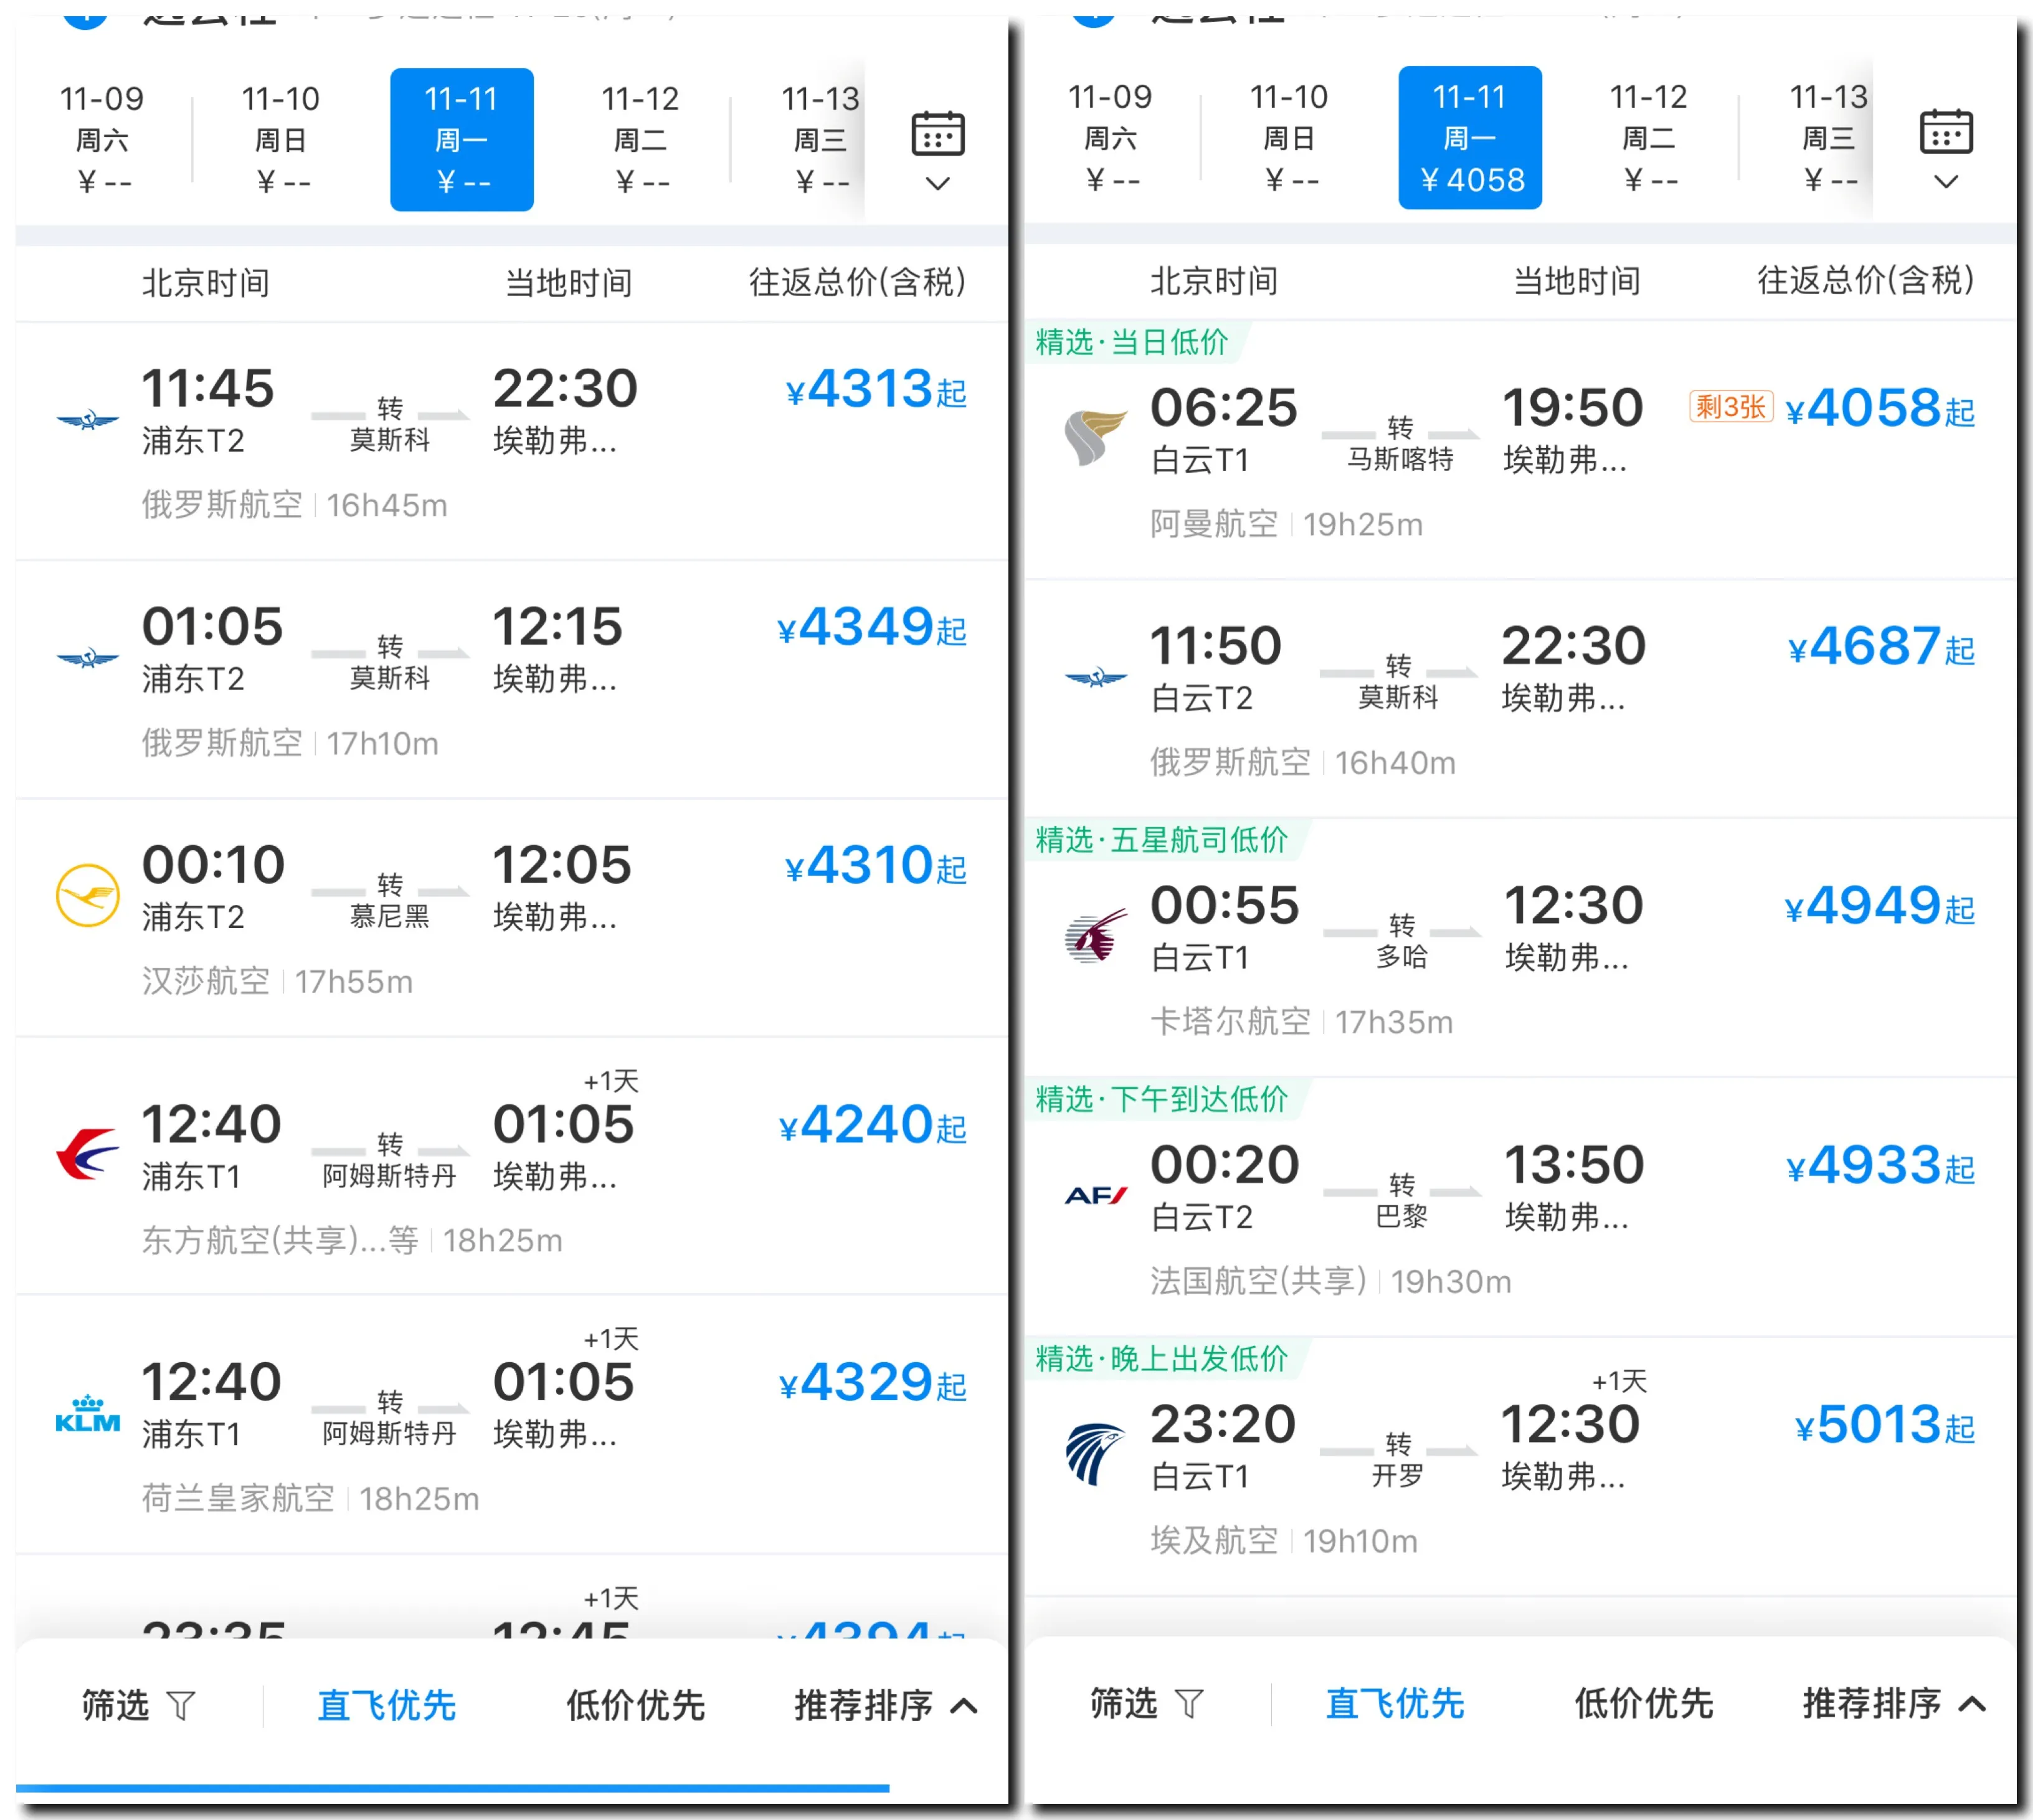 11-09
周六
¥ --
11-10
周日
¥ --
11-11
周一
¥ --
11-12
周二
¥ --
11-13
周三
¥ --
北京时间 当地时间 往返总价(含税)
11:45 转 22:30 ¥4313起
浦东T2 莫斯科 埃勒弗...
俄罗斯航空 16h45m
01:05 转 12:15 ¥4349起
浦东T2 莫斯科 埃勒弗...
俄罗斯航空 17h10m
00:10 转 12:05 ¥4310起
浦东T2 慕尼黑 埃勒弗...
汉莎航空 17h55m
+1天
12:40 转 01:05 ¥4240起
浦东T1 阿姆斯特丹 埃勒弗...
东方航空(共享)...等 18h25m
+1天
KLM 12:40 转 01:05 ¥4329起
浦东T1 阿姆斯特丹 埃勒弗...
荷兰皇家航空 18h25m
+1天
23:35 12:45 ¥4394起
筛选 直飞优先 低价优先 推荐排序
11-09
周六
¥ --
11-10
周日
¥ --
11-11
周一
¥ 4058
11-12
周二
¥ --
11-13
周三
¥ --
北京时间 当地时间 往返总价(含税)
精选·当日低价
06:25 转 19:50 剩3张 ¥4058起
白云T1 马斯喀特 埃勒弗...
阿曼航空 19h25m
11:50 转 22:30 ¥4687起
白云T2 莫斯科 埃勒弗...
俄罗斯航空 16h40m
精选·五星航司低价
00:55 转 12:30 ¥4949起
白云T1 多哈 埃勒弗...
卡塔尔航空 17h35m
精选·下午到达低价
AF 00:20 转 13:50 ¥4933起
白云T2 巴黎 埃勒弗...
法国航空(共享) 19h30m
精选·晚上出发低价
+1天
23:20 转 12:30 ¥5013起
白云T1 开罗 埃勒弗...
埃及航空 19h10m
筛选 直飞优先 低价优先 推荐排序